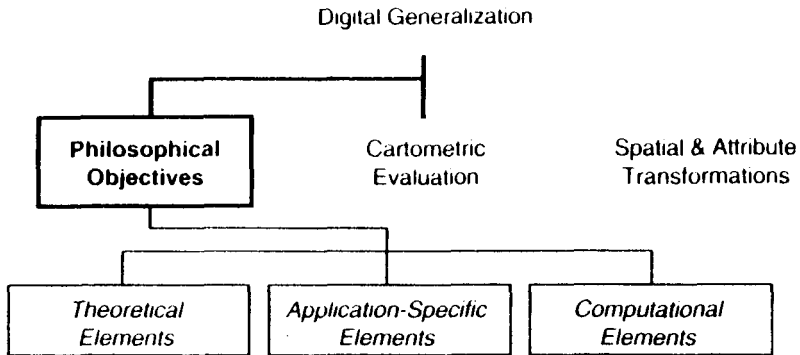 Digital Generalization
Philosophical
Objectives
Cartometric
Evaluation
Spatial & Attribute
Transformations
Theoretical
Elements
Application-Specific
Elements
Computational
Elements